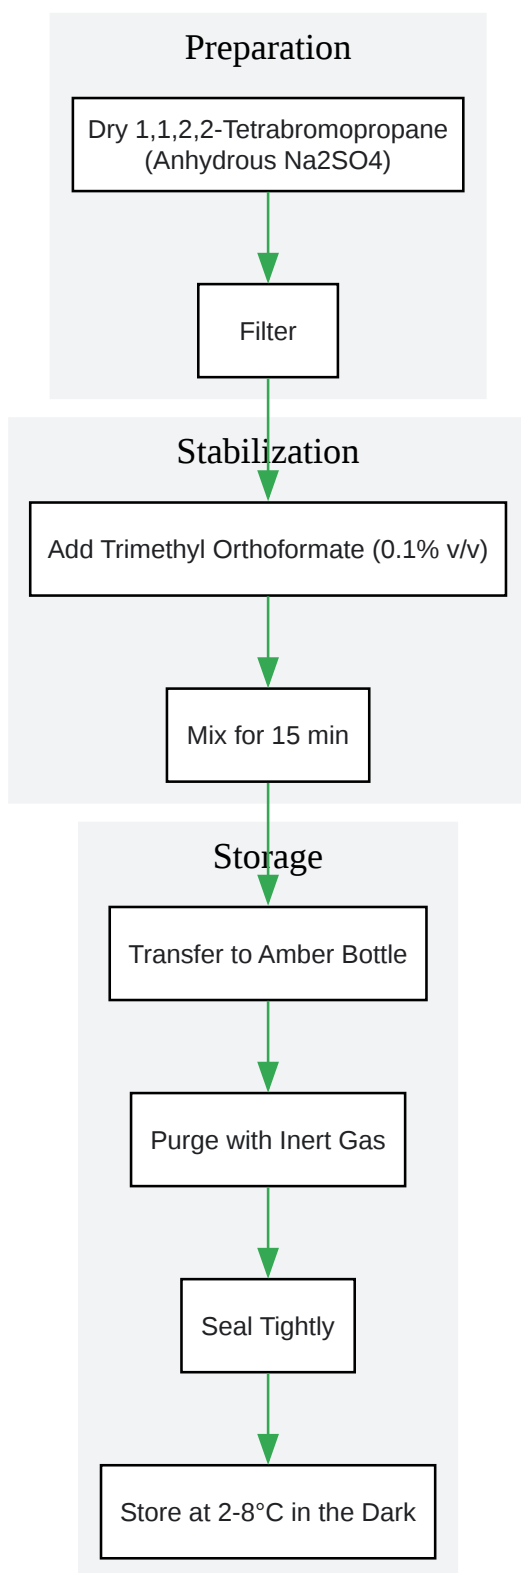 Preparation
Dry 1,1,2,2-Tetrabromopropane
(Anhydrous Na2SO4)
Filter
Stabilization
Add Trimethyl Orthoformate (0.1% v/v)
Mix for 15 min
Storage
Transfer to Amber Bottle
Purge with Inert Gas
Seal Tightly
Store at 2-8°C in the Dark